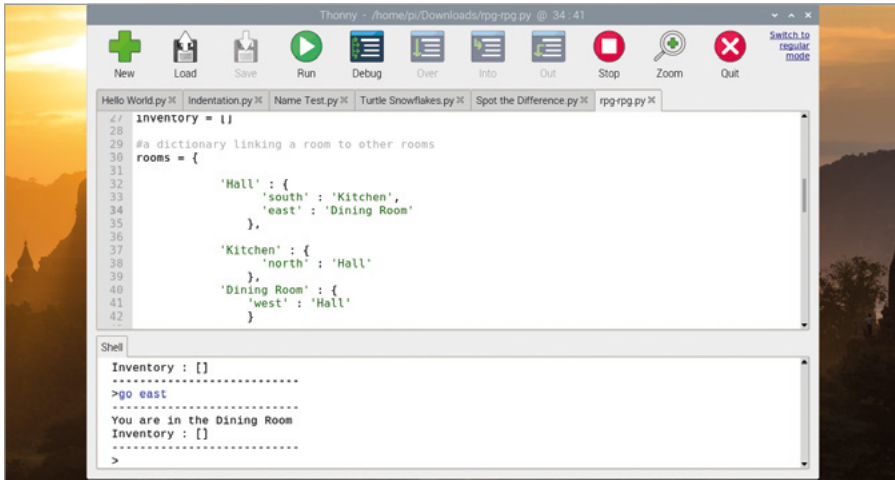 Thonny - /home/pi/Downloads/rpg-rpg.py @ 34:41
New Load Save Run Debug Over Into Out Stop Zoom Quit
Switch to
regular
mode
Hello World.py Indentation.py Name Test.py Turtle Snowflakes.py Spot the Difference.py rpg-rpg.py
27 inventory = []
28
29 #a dictionary linking a room to other rooms
30 rooms = {
31
32 'Hall' : {
33 'south' : 'Kitchen',
34 'east' : 'Dining Room'
35 },
36
37 'Kitchen' : {
38 'north' : 'Hall'
39 },
40 'Dining Room' : {
41 'west' : 'Hall'
42 }
Shell
Inventory : []
---------------------------
>go east
---------------------------
You are in the Dining Room
Inventory : []
---------------------------
>